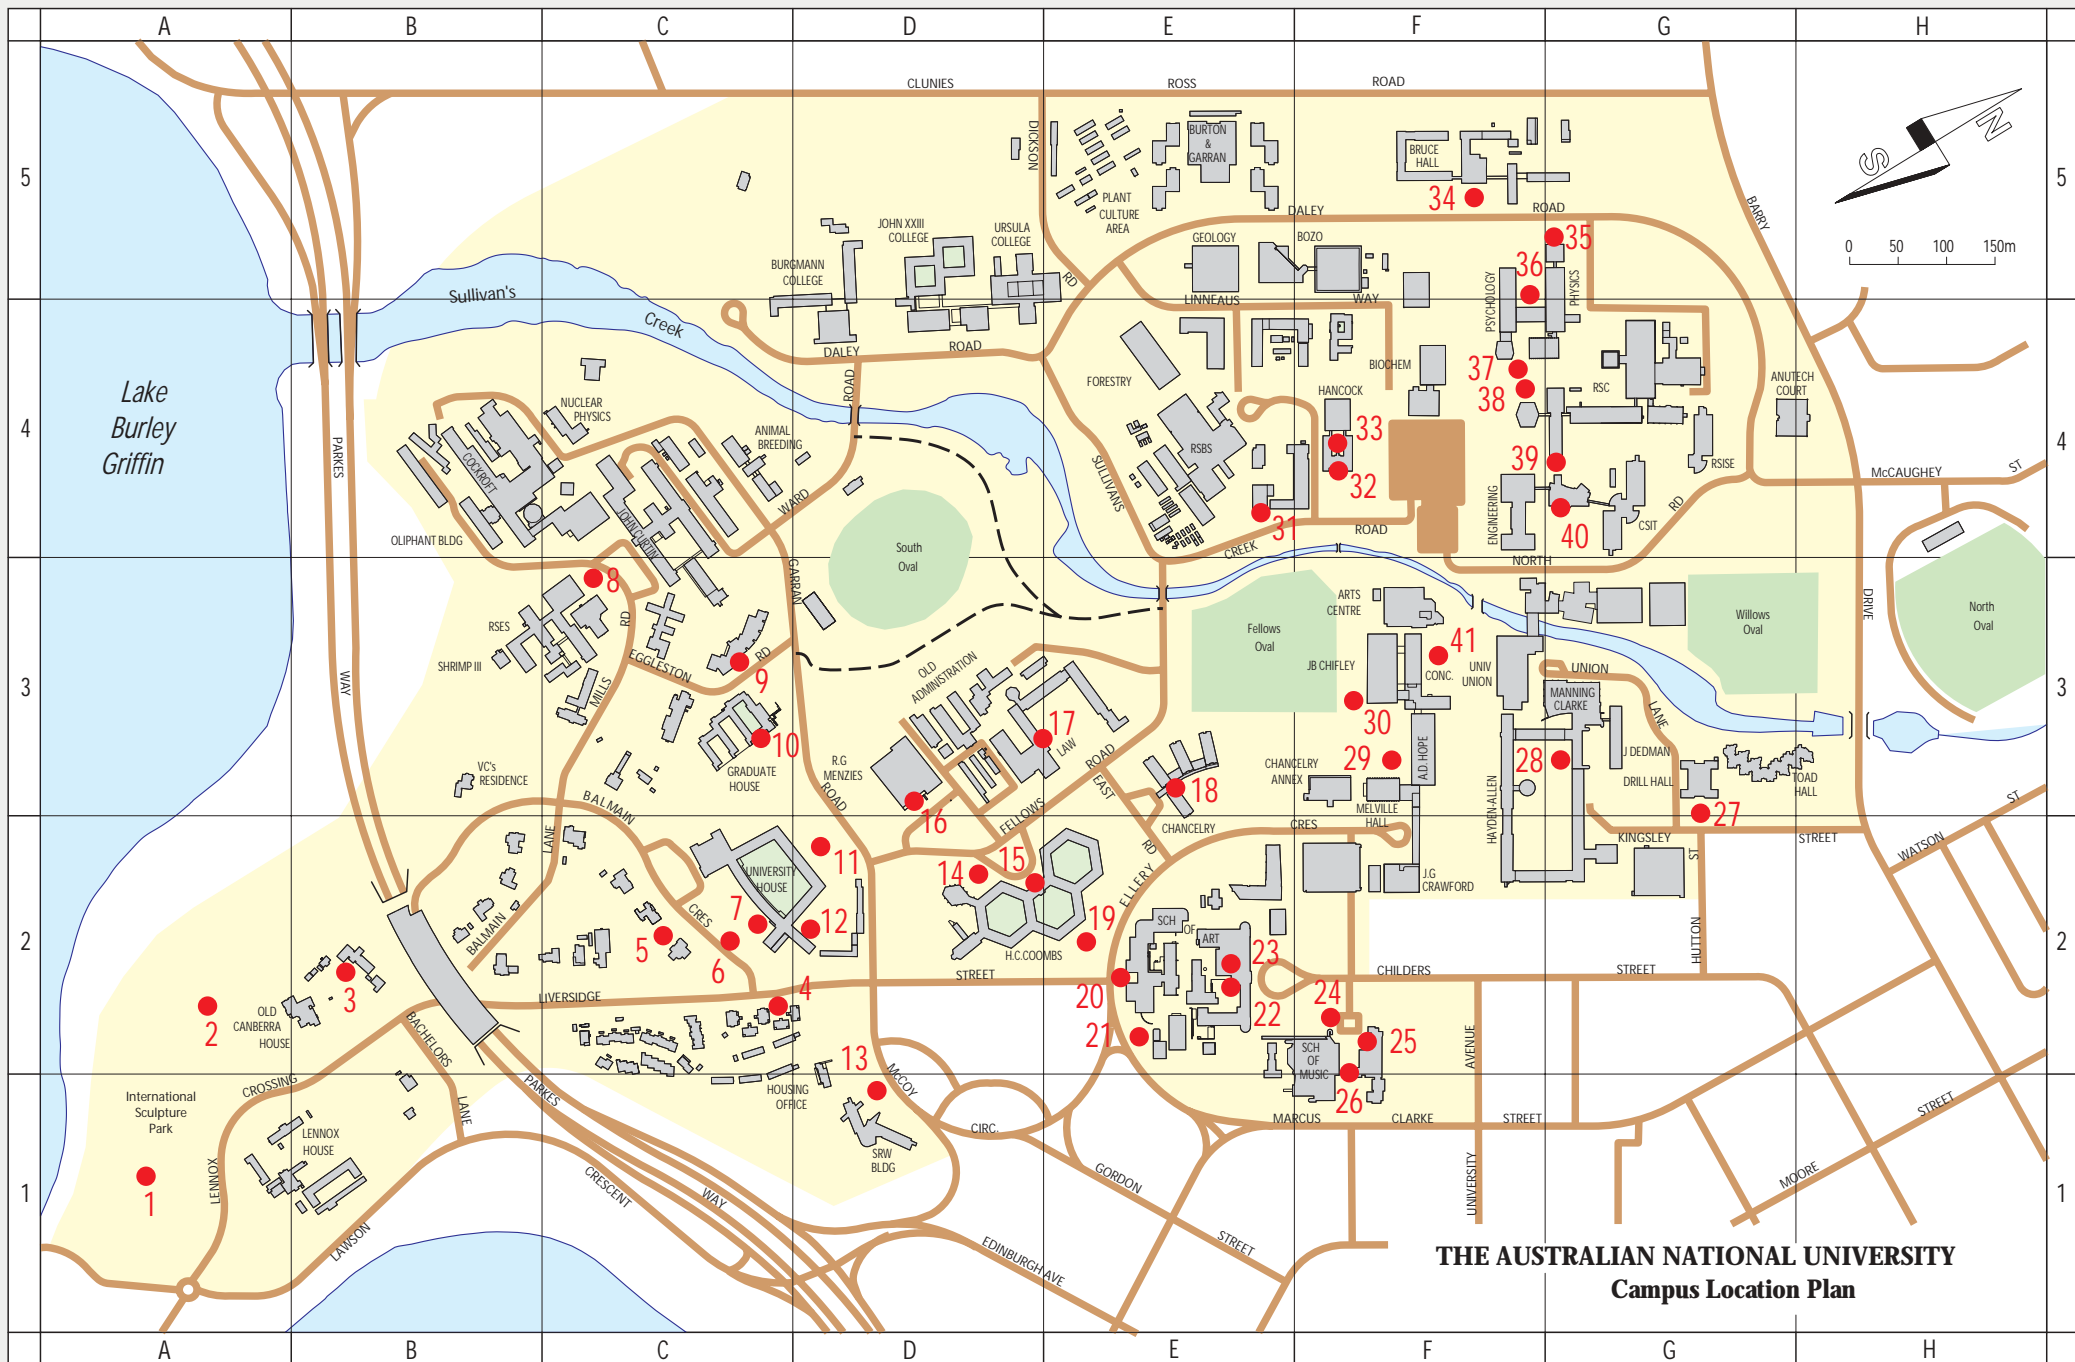 A B C D E F G H
CLUNIES ROSS ROAD
DICKSON
RD
BURTON
&
GARRAN
BRUCE
HALL
5
5
PLANT
CULTURE
AREA
34
DALEY ROAD
BARRY
N
S
0 50 100 150m
JOHN XXIII
COLLEGE
URSULA
COLLEGE
BURGMANN
COLLEGE
GEOLOGY
BOZO
35
36
PSYCHOLOGY
PHYSICS
Sullivan's
Creek
LINNEAUS WAY
DALEY ROAD
ROAD
FORESTRY
BIOCHEM
37
38
RSC
ANUTECH
COURT
HANCOCK
Lake
Burley
Griffin
4
4
NUCLEAR
PHYSICS
ANIMAL
BREEDING
COCKROFT
JOHN CURTIN
OLIPHANT BLDG
WARD
PARKES
WAY
RSBS
33
32
31
SULLIVANS
CREEK ROAD
39
40
ENGINEERING
RSISE
CSIT
RD
McCAUGHEY ST
NORTH
South
Oval
GARRAN
ROAD
8
RSES
SHRIMP III
RD
MILLS
EGGLESTON RD
9
10
GRADUATE
HOUSE
ARTS
CENTRE
Fellows
Oval
JB CHIFLEY
41
CONC.
UNIV
UNION
UNION
LANE
Willows
Oval
DRIVE
North
Oval
3
3
30
29
A.D. HOPE
MANNING
CLARKE
28
J DEDMAN
DRILL HALL
TOAD
HALL
27
OLD
ADMINISTRATION
17
LAW
R.G
MENZIES
16
FELLOWS ROAD
EAST
RD
18
CHANCELRY
CHANCELRY
ANNEX
MELVILLE
HALL
CRES
HAYDEN-ALLEN
KINGSLEY STREET
ST
HUTTON
WATSON ST
VC's
RESIDENCE
BALMAIN
CRES
LANE
BALMAIN
UNIVERSITY
HOUSE
11
12
7
6
5
14
15
H.C.COOMBS
19
ELLERY
20
21
SCH
OF
ART
23
22
J.G
CRAWFORD
2
2
CHILDERS STREET
LIVERSIDGE STREET
4
3
2
OLD
CANBERRA
HOUSE
BACHELORS
LANE
CROSSING
24
25
26
SCH
OF
MUSIC
UNIVERSITY AVENUE
13
HOUSING
OFFICE
McCOY
CIRC.
SRW
BLDG
MARCUS CLARKE STREET
International
Sculpture
Park
LENNOX
HOUSE
LENNOX
1
1
1
PARKES
WAY
LAWSON
CRESCENT
GORDON
STREET
EDINBURGH AVE
MOORE
STREET
THE AUSTRALIAN NATIONAL UNIVERSITY
Campus Location Plan
A B C D E F G H